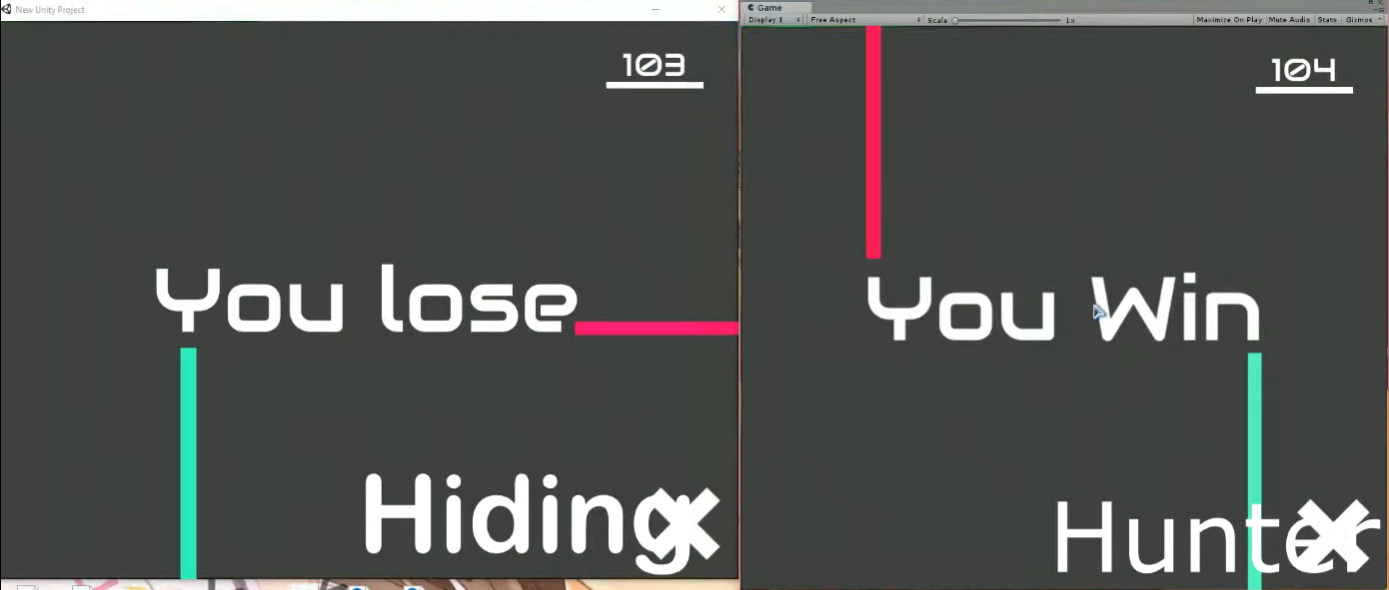 New Unity Project
103
You lose
Hiding
Game
Display 1
Free Aspect
Scale
1x
Maximize On Play
Mute Audio
Stats
Gizmos
104
You Win
Hunter